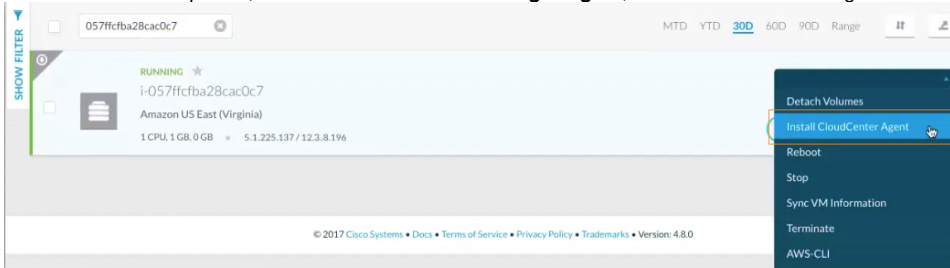 SHOW FILTER
057ffcfba28cac0c7
MTD YTD 30D 60D 90D Range
RUNNING
i-057ffcfba28cac0c7
Amazon US East (Virginia)
1 CPU, 1 GB, 0 GB 5.1.225.137 / 12.3.8.196
Detach Volumes
Install CloudCenter Agent
Reboot
Stop
Sync VM Information
Terminate
AWS-CLI
© 2017 Cisco Systems • Docs • Terms of Service • Privacy Policy • Trademarks • Version: 4.8.0